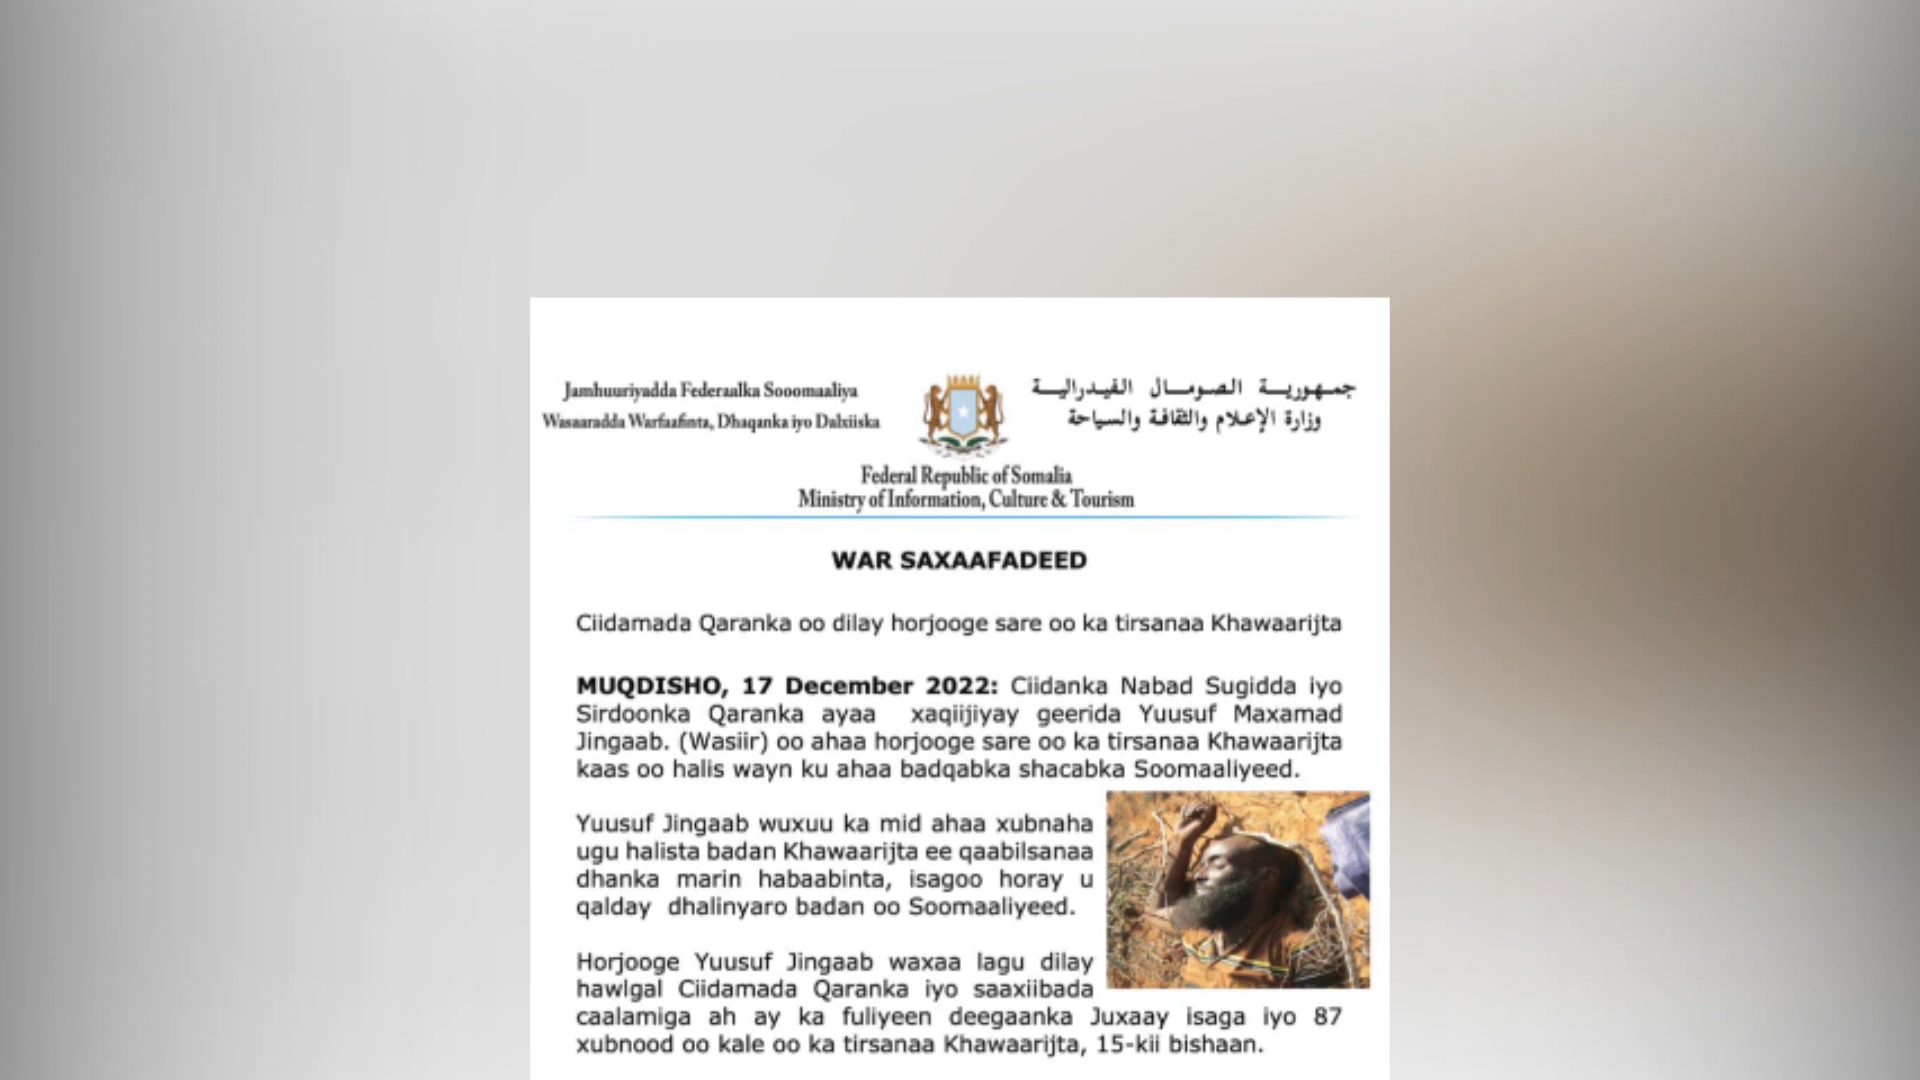 Jamhuuriyadda Federaalka Sooomaaliya
Wasaaradda Warfaafinta, Dhaqanka iyo Dalxiiska
جمهورية الصومال الفيدرالية
وزارة الإعلام والثقافة والسياحة
Federal Republic of Somalia
Ministry of Information, Culture & Tourism
WAR SAXAAFADEED
Ciidamada Qaranka oo dilay horjooge sare oo ka tirsanaa Khawaarijta
MUQDISHO, 17 December 2022: Ciidanka Nabad Sugidda iyo
Sirdoonka Qaranka ayaa xaqiijiyay geerida Yuusuf Maxamad
Jingaab. (Wasiir) oo ahaa horjooge sare oo ka tirsanaa Khawaarijta
kaas oo halis wayn ku ahaa badqabka shacabka Soomaaliyeed.
Yuusuf Jingaab wuxuu ka mid ahaa xubnaha
ugu halista badan Khawaarijta ee qaabilsanaa
dhanka marin habaabinta, isagoo horay u
qalday dhalinyaro badan oo Soomaaliyeed.
Horjooge Yuusuf Jingaab waxaa lagu dilay
hawlgal Ciidamada Qaranka iyo saaxiibada
caalamiga ah ay ka fuliyeen deegaanka Juxaay isaga iyo 87
xubnood oo kale oo ka tirsanaa Khawaarijta, 15-kii bishaan.